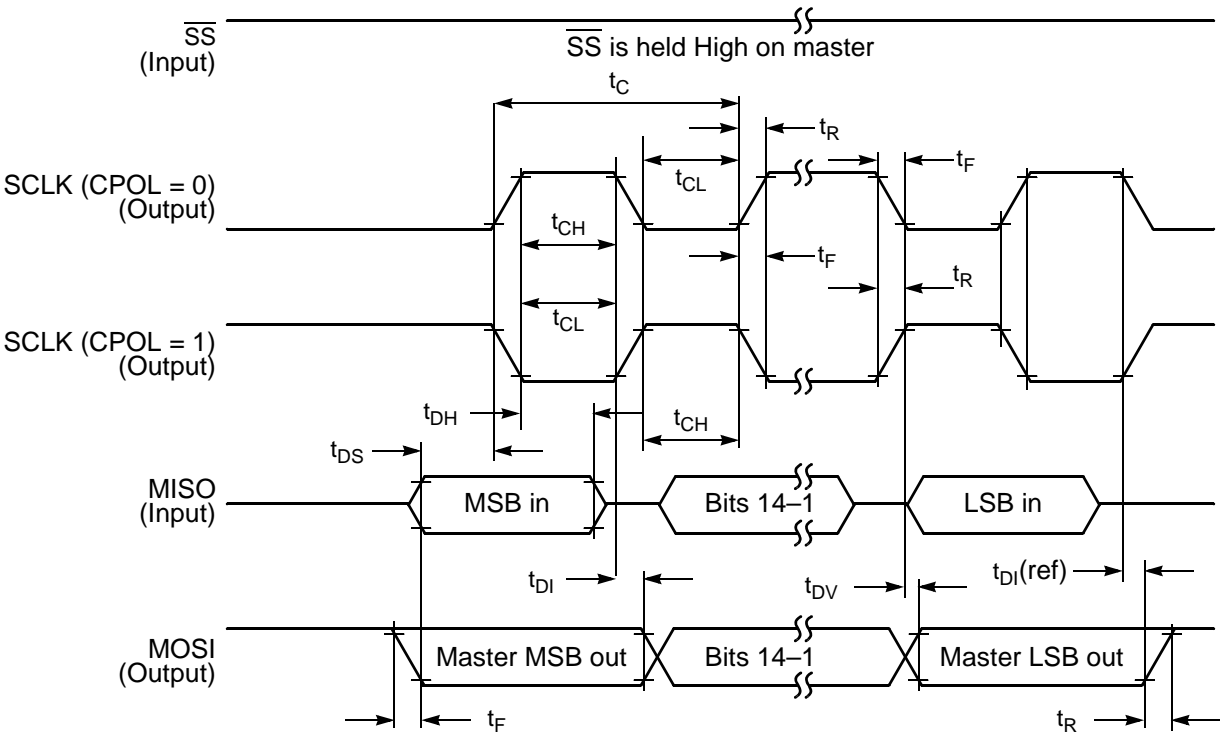 SS
(Input)
SS is held High on master
tC
tR
tF
SCLK (CPOL = 0)
(Output)
tCL
tCH
tF
tR
tCL
SCLK (CPOL = 1)
(Output)
tDH
tCH
tDS
MISO
(Input)
MSB in
Bits 14–1
LSB in
tDI
tDV
tDI(ref)
MOSI
(Output)
Master MSB out
Bits 14–1
Master LSB out
tF
tR